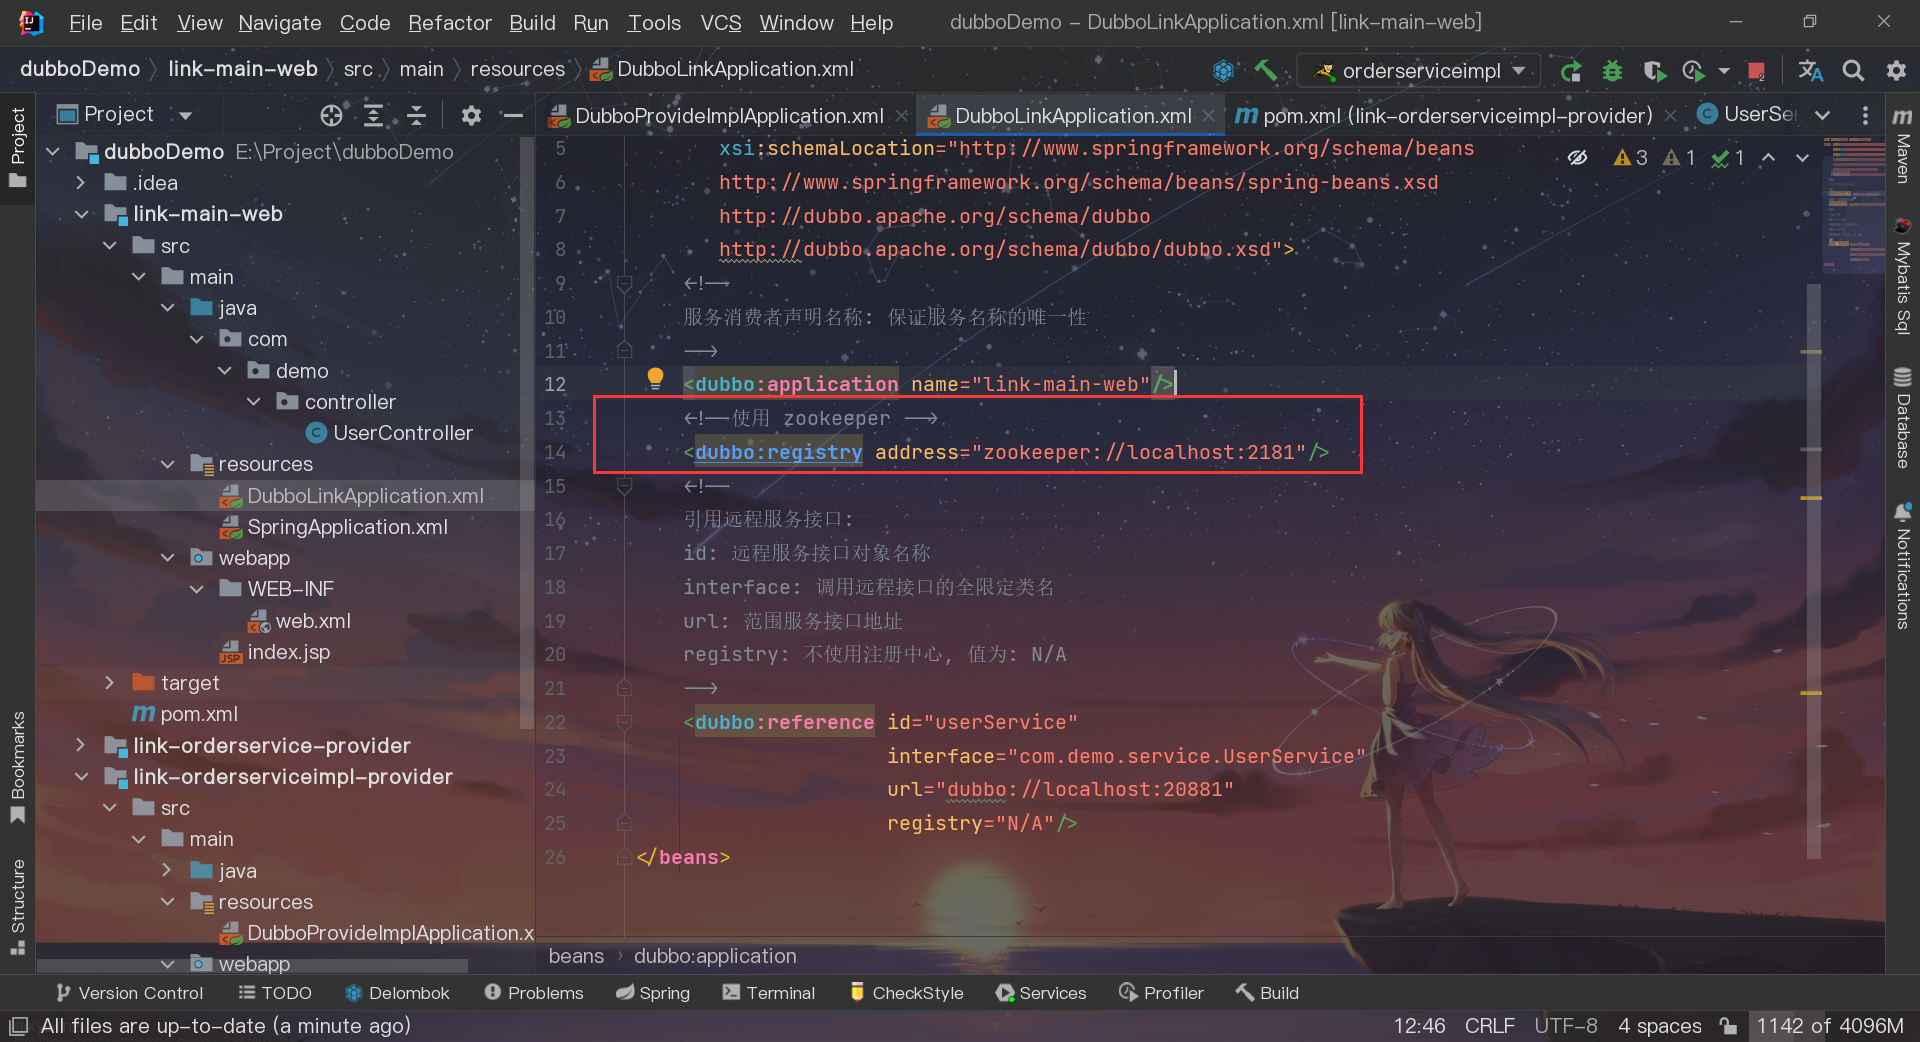 File Edit View Navigate Code Refactor Build Run Tools VCS Window Help dubboDemo - DubboLinkApplication.xml [link-main-web]
dubboDemo link-main-web src main resources DubboLinkApplication.xml orderserviceimpl
Project
DubboProvideImplApplication.xml DubboLinkApplication.xml pom.xml (link-orderserviceimpl-provider) UserSe
Project
dubboDemo E:\Project\dubboDemo
.idea
link-main-web
src
main
java
com
demo
controller
UserController
resources
DubboLinkApplication.xml
SpringApplication.xml
webapp
WEB-INF
web.xml
index.jsp
target
pom.xml
link-orderservice-provider
link-orderserviceimpl-provider
src
main
java
resources
DubboProvideImplApplication.x
webapp
Bookmarks
Structure
3 1 1
5 xsi:schemaLocation="http://www.springframework.org/schema/beans
6 http://www.springframework.org/schema/beans/spring-beans.xsd
7 http://dubbo.apache.org/schema/dubbo
8 http://dubbo.apache.org/schema/dubbo/dubbo.xsd">
9 <!--
10 服务消费者声明名称: 保证服务名称的唯一性
11 -->
12 <dubbo:application name="link-main-web"/>
13 <!--使用 zookeeper -->
14 <dubbo:registry address="zookeeper://localhost:2181"/>
15 <!--
16 引用远程服务接口:
17 id: 远程服务接口对象名称
18 interface: 调用远程接口的全限定类名
19 url: 范围服务接口地址
20 registry: 不使用注册中心, 值为: N/A
21 -->
22 <dubbo:reference id="userService"
23 interface="com.demo.service.UserService"
24 url="dubbo://localhost:20881"
25 registry="N/A"/>
26 </beans>
beans dubbo:application
Maven
Mybatis Sql
Database
Notifications
Version Control TODO Delombok Problems Spring Terminal CheckStyle Services Profiler Build
All files are up-to-date (a minute ago) 12:46 CRLF UTF-8 4 spaces 1142 of 4096M